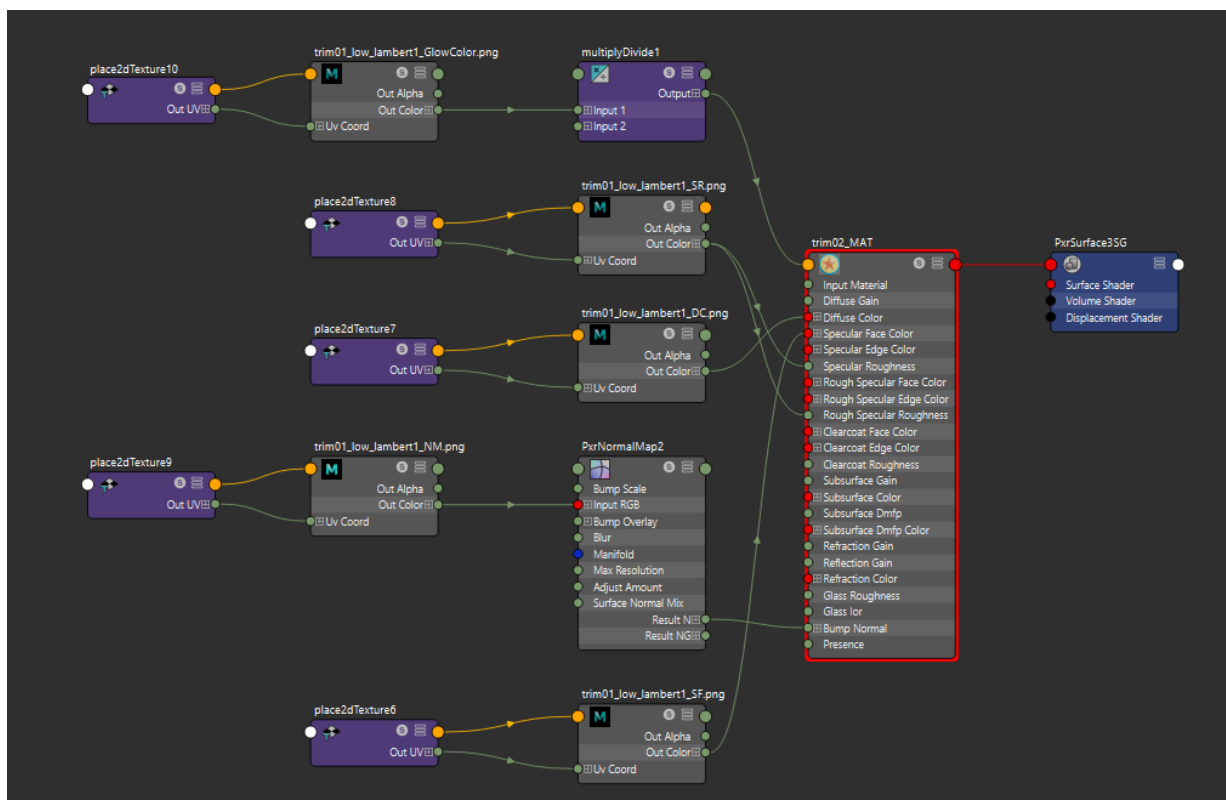 place2dTexture10
Out UV
trim01_low_lambert1_GlowColor.png
Out Alpha
Out Color
Uv Coord
multiplyDivide1
Output
Input 1
Input 2
place2dTexture8
Out UV
trim01_low_lambert1_SR.png
Out Alpha
Out Color
Uv Coord
place2dTexture7
Out UV
trim01_low_lambert1_DC.png
Out Alpha
Out Color
Uv Coord
place2dTexture9
Out UV
trim01_low_lambert1_NM.png
Out Alpha
Out Color
Uv Coord
PxrNormalMap2
Bump Scale
Input RGB
Bump Overlay
Blur
Manifold
Max Resolution
Adjust Amount
Surface Normal Mix
Result N
Result NG
place2dTexture6
Out UV
trim01_low_lambert1_SF.png
Out Alpha
Out Color
Uv Coord
trim02_MAT
Input Material
Diffuse Gain
Diffuse Color
Specular Face Color
Specular Edge Color
Specular Roughness
Rough Specular Face Color
Rough Specular Edge Color
Rough Specular Roughness
Clearcoat Face Color
Clearcoat Edge Color
Clearcoat Roughness
Subsurface Gain
Subsurface Color
Subsurface Dmfp
Subsurface Dmfp Color
Refraction Gain
Reflection Gain
Refraction Color
Glass Roughness
Glass Ior
Bump Normal
Presence
PxrSurface3SG
Surface Shader
Volume Shader
Displacement Shader